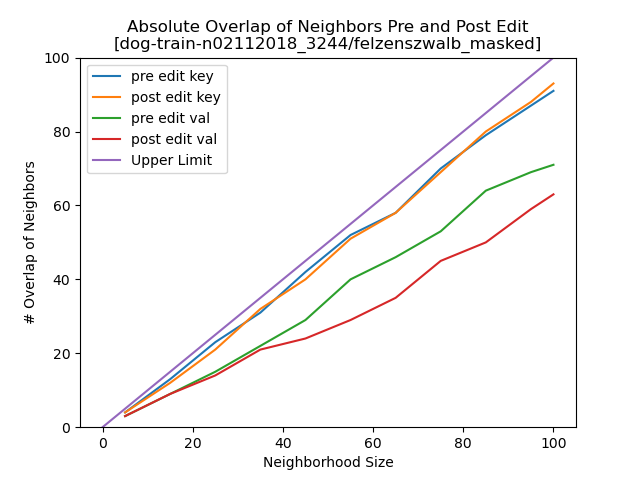 Absolute Overlap of Neighbors Pre and Post Edit
[dog-train-n02112018_3244/felzenszwalb_masked]
pre edit key
post edit key
pre edit val
post edit val
Upper Limit
# Overlap of Neighbors
100
80
60
40
20
0
0 20 40 60 80 100
Neighborhood Size